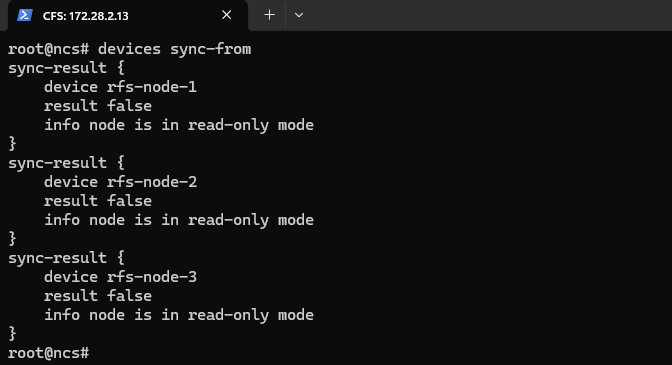 CFS: 172.28.2.13
root@ncs# devices sync-from
sync-result {
    device rfs-node-1
    result false
    info node is in read-only mode
}
sync-result {
    device rfs-node-2
    result false
    info node is in read-only mode
}
sync-result {
    device rfs-node-3
    result false
    info node is in read-only mode
}
root@ncs#